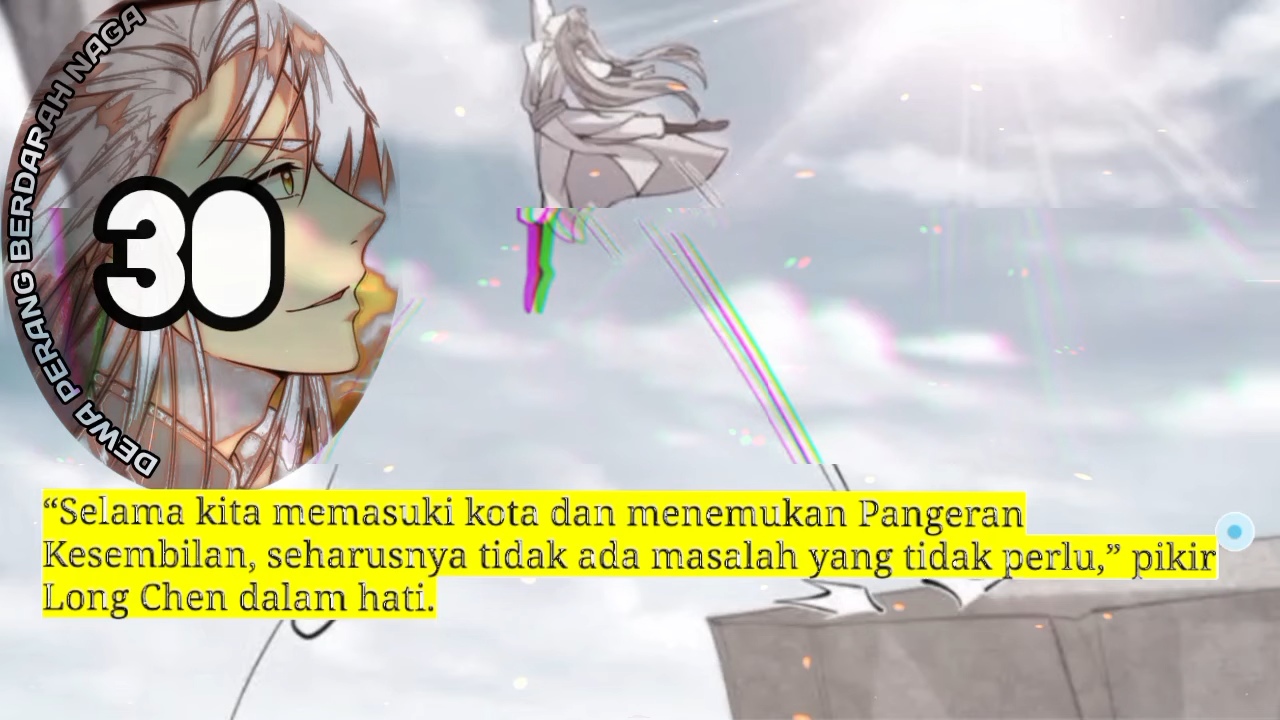 DEWA PERANG BERDARAH NAGA
30
“Selama kita memasuki kota dan menemukan Pangeran
Kesembilan, seharusnya tidak ada masalah yang tidak perlu,” pikir
Long Chen dalam hati.